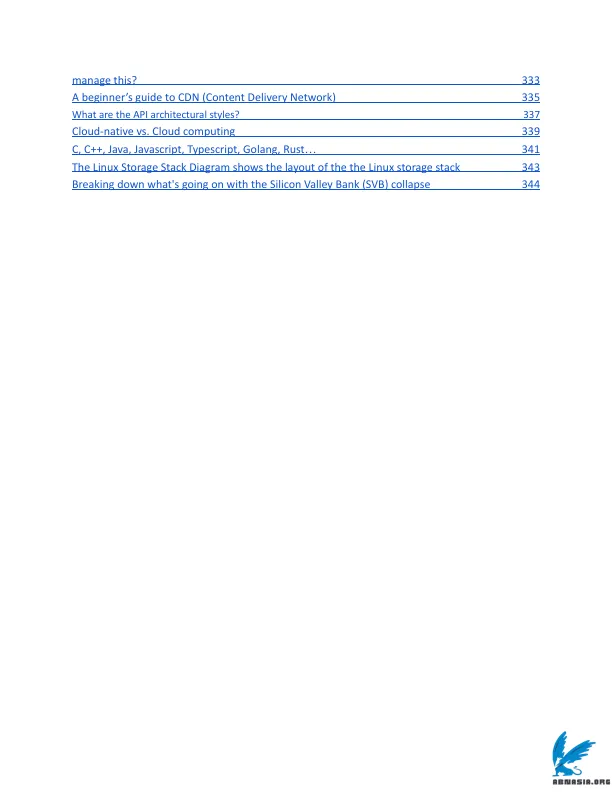 manage this? 333
A beginner’s guide to CDN (Content Delivery Network) 335
What are the API architectural styles? 337
Cloud-native vs. Cloud computing 339
C, C++, Java, Javascript, Typescript, Golang, Rust… 341
The Linux Storage Stack Diagram shows the layout of the the Linux storage stack 343
Breaking down what's going on with the Silicon Valley Bank (SVB) collapse 344
ABNASIA.ORG